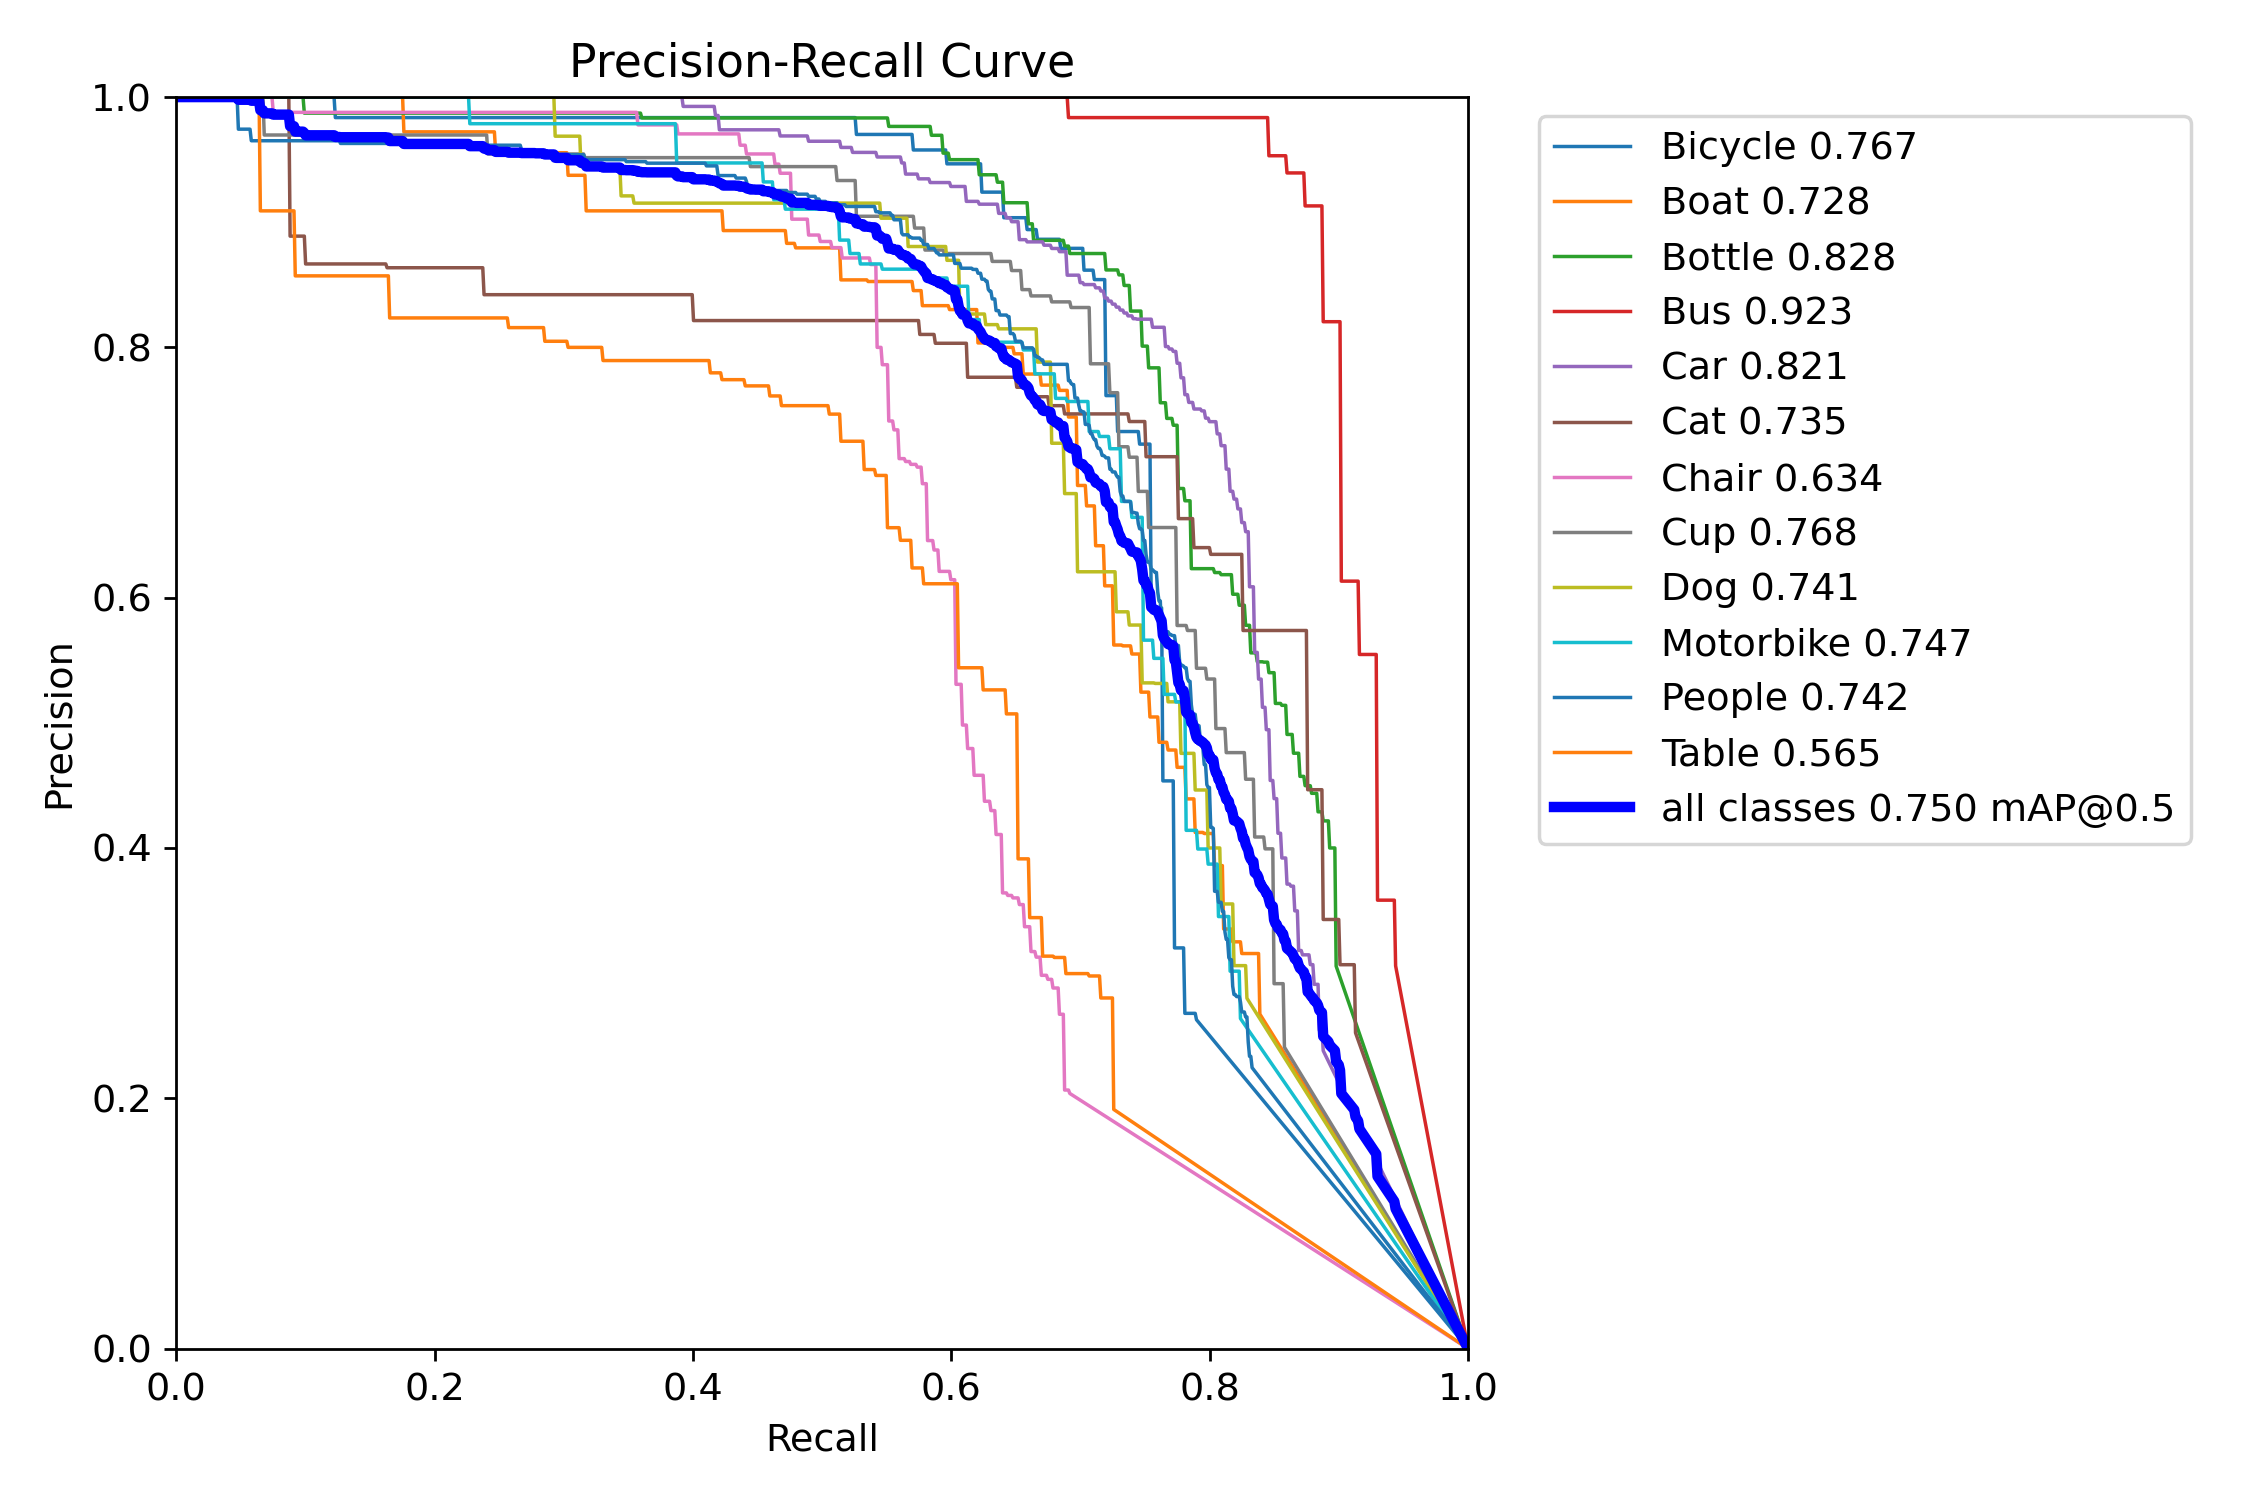 Precision-Recall Curve
1.0
0.8
0.6
0.4
0.2
0.0
Precision
0.0 0.2 0.4 0.6 0.8 1.0
Recall
Bicycle 0.767
Boat 0.728
Bottle 0.828
Bus 0.923
Car 0.821
Cat 0.735
Chair 0.634
Cup 0.768
Dog 0.741
Motorbike 0.747
People 0.742
Table 0.565
all classes 0.750 mAP@0.5